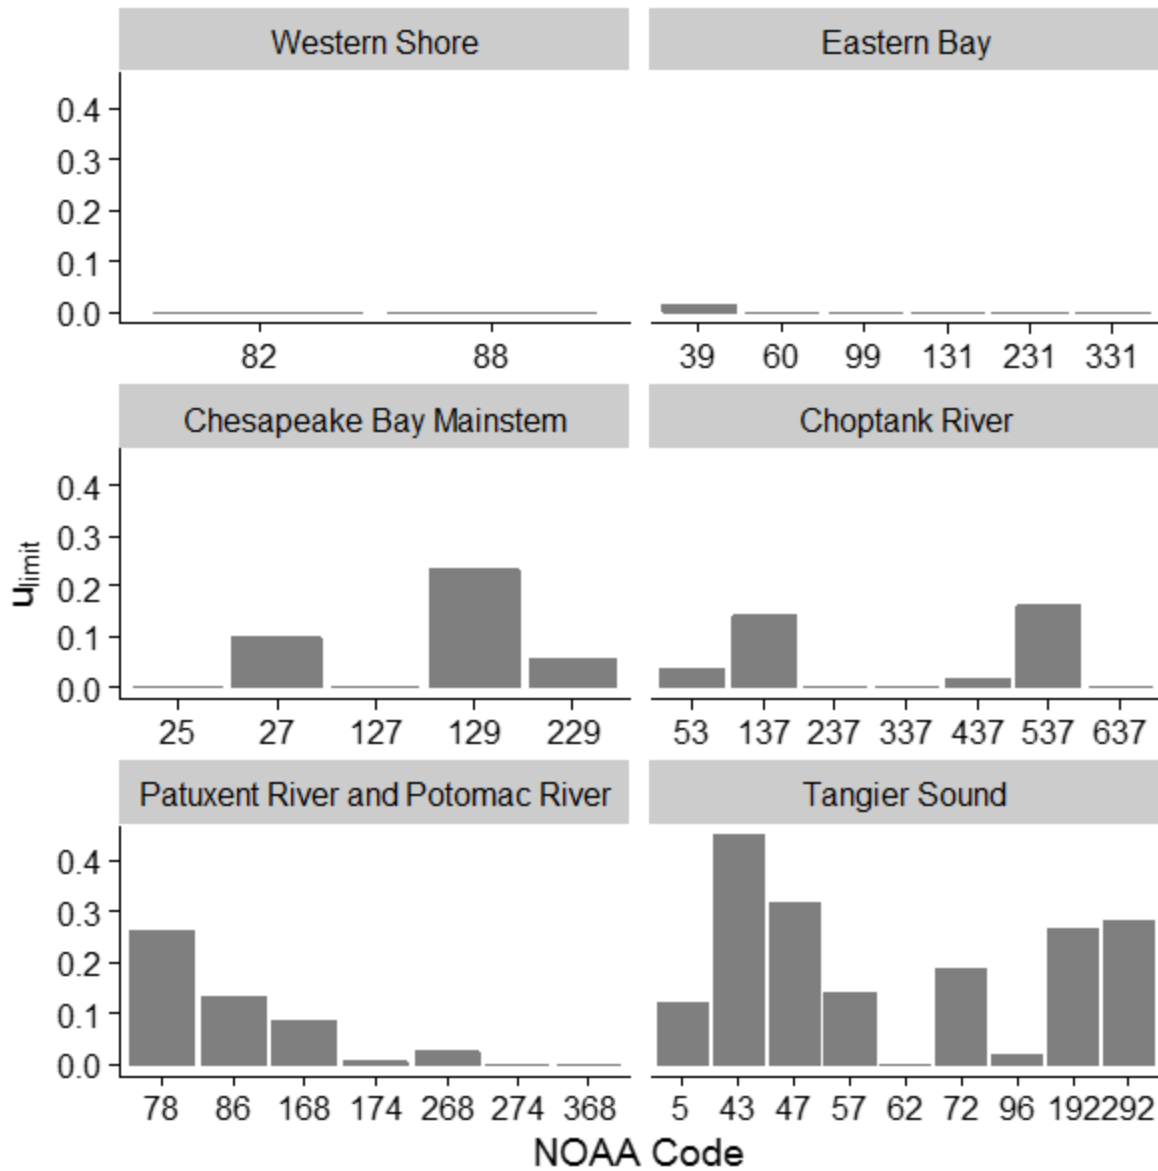 Western Shore Eastern Bay
0.4
0.3
0.2
0.1
0.0
82 88 39 60 99 131 231 331
Chesapeake Bay Mainstem Choptank River
0.4
0.3
0.2
0.1
0.0
25 27 127 129 229 53 137 237 337 437 537 637
Patuxent River and Potomac River Tangier Sound
0.4
0.3
0.2
0.1
0.0
78 86 168 174 268 274 368 5 43 47 57 62 72 96 192 292
NOAA Code
u_limit